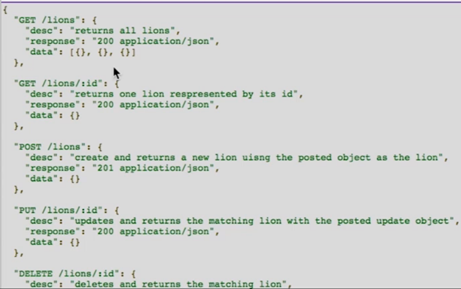 {
"GET /lions": {
"desc": "returns all lions",
"response": "200 application/json",
"data": [{}, {}, {}]
},
"GET /lions/:id": {
"desc": "returns one lion respresented by its id",
"response": "200 application/json",
"data": {}
},
"POST /lions": {
"desc": "create and returns a new lion uisng the posted object as the lion",
"response": "201 application/json",
"data": {}
},
"PUT /lions/:id": {
"desc": "updates and returns the matching lion with the posted update object",
"response": "200 application/json",
"data": {}
},
"DELETE /lions/:id": {
"desc": "deletes and returns the matching lion",